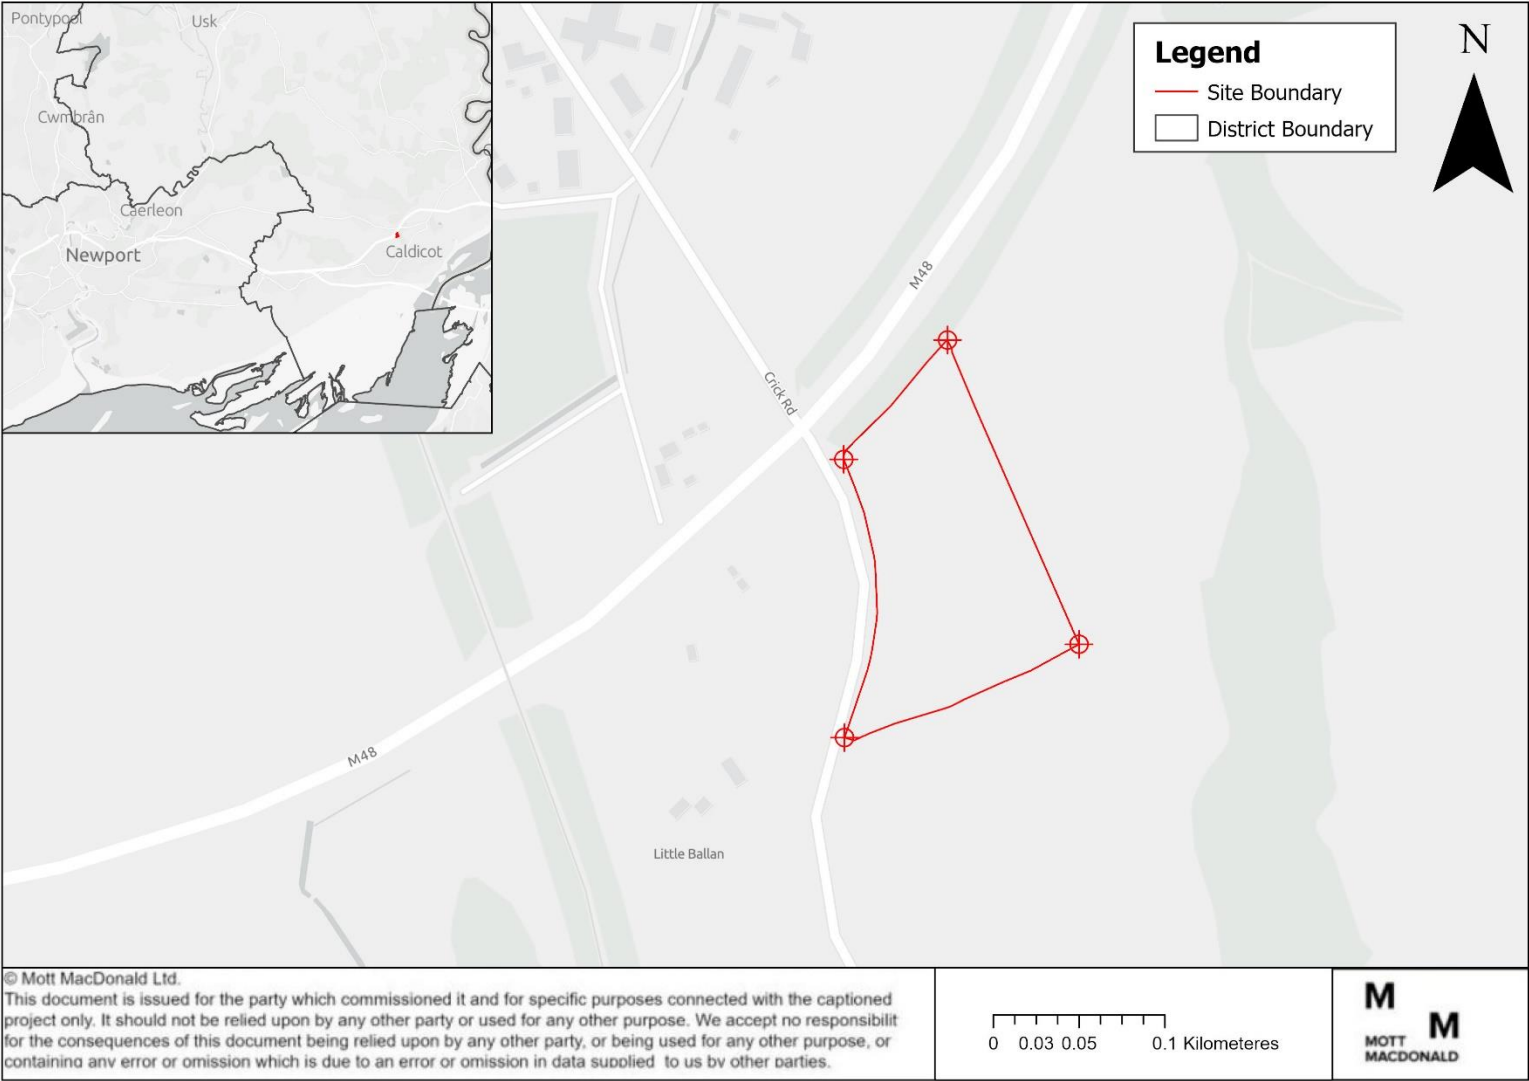 Pontypool
Usk
Cwmbrân
Caerleon
Newport
Caldicot
Legend
Site Boundary
District Boundary
N
M48
Crick Rd
M48
Little Ballan
© Mott MacDonald Ltd.
This document is issued for the party which commissioned it and for specific purposes connected with the captioned
project only. It should not be relied upon by any other party or used for any other purpose. We accept no responsibilit
for the consequences of this document being relied upon by any other party, or being used for any other purpose, or
containing any error or omission which is due to an error or omission in data supplied to us by other parties.
0 0.03 0.05 0.1 Kilometeres
M
M
MOTT
MACDONALD